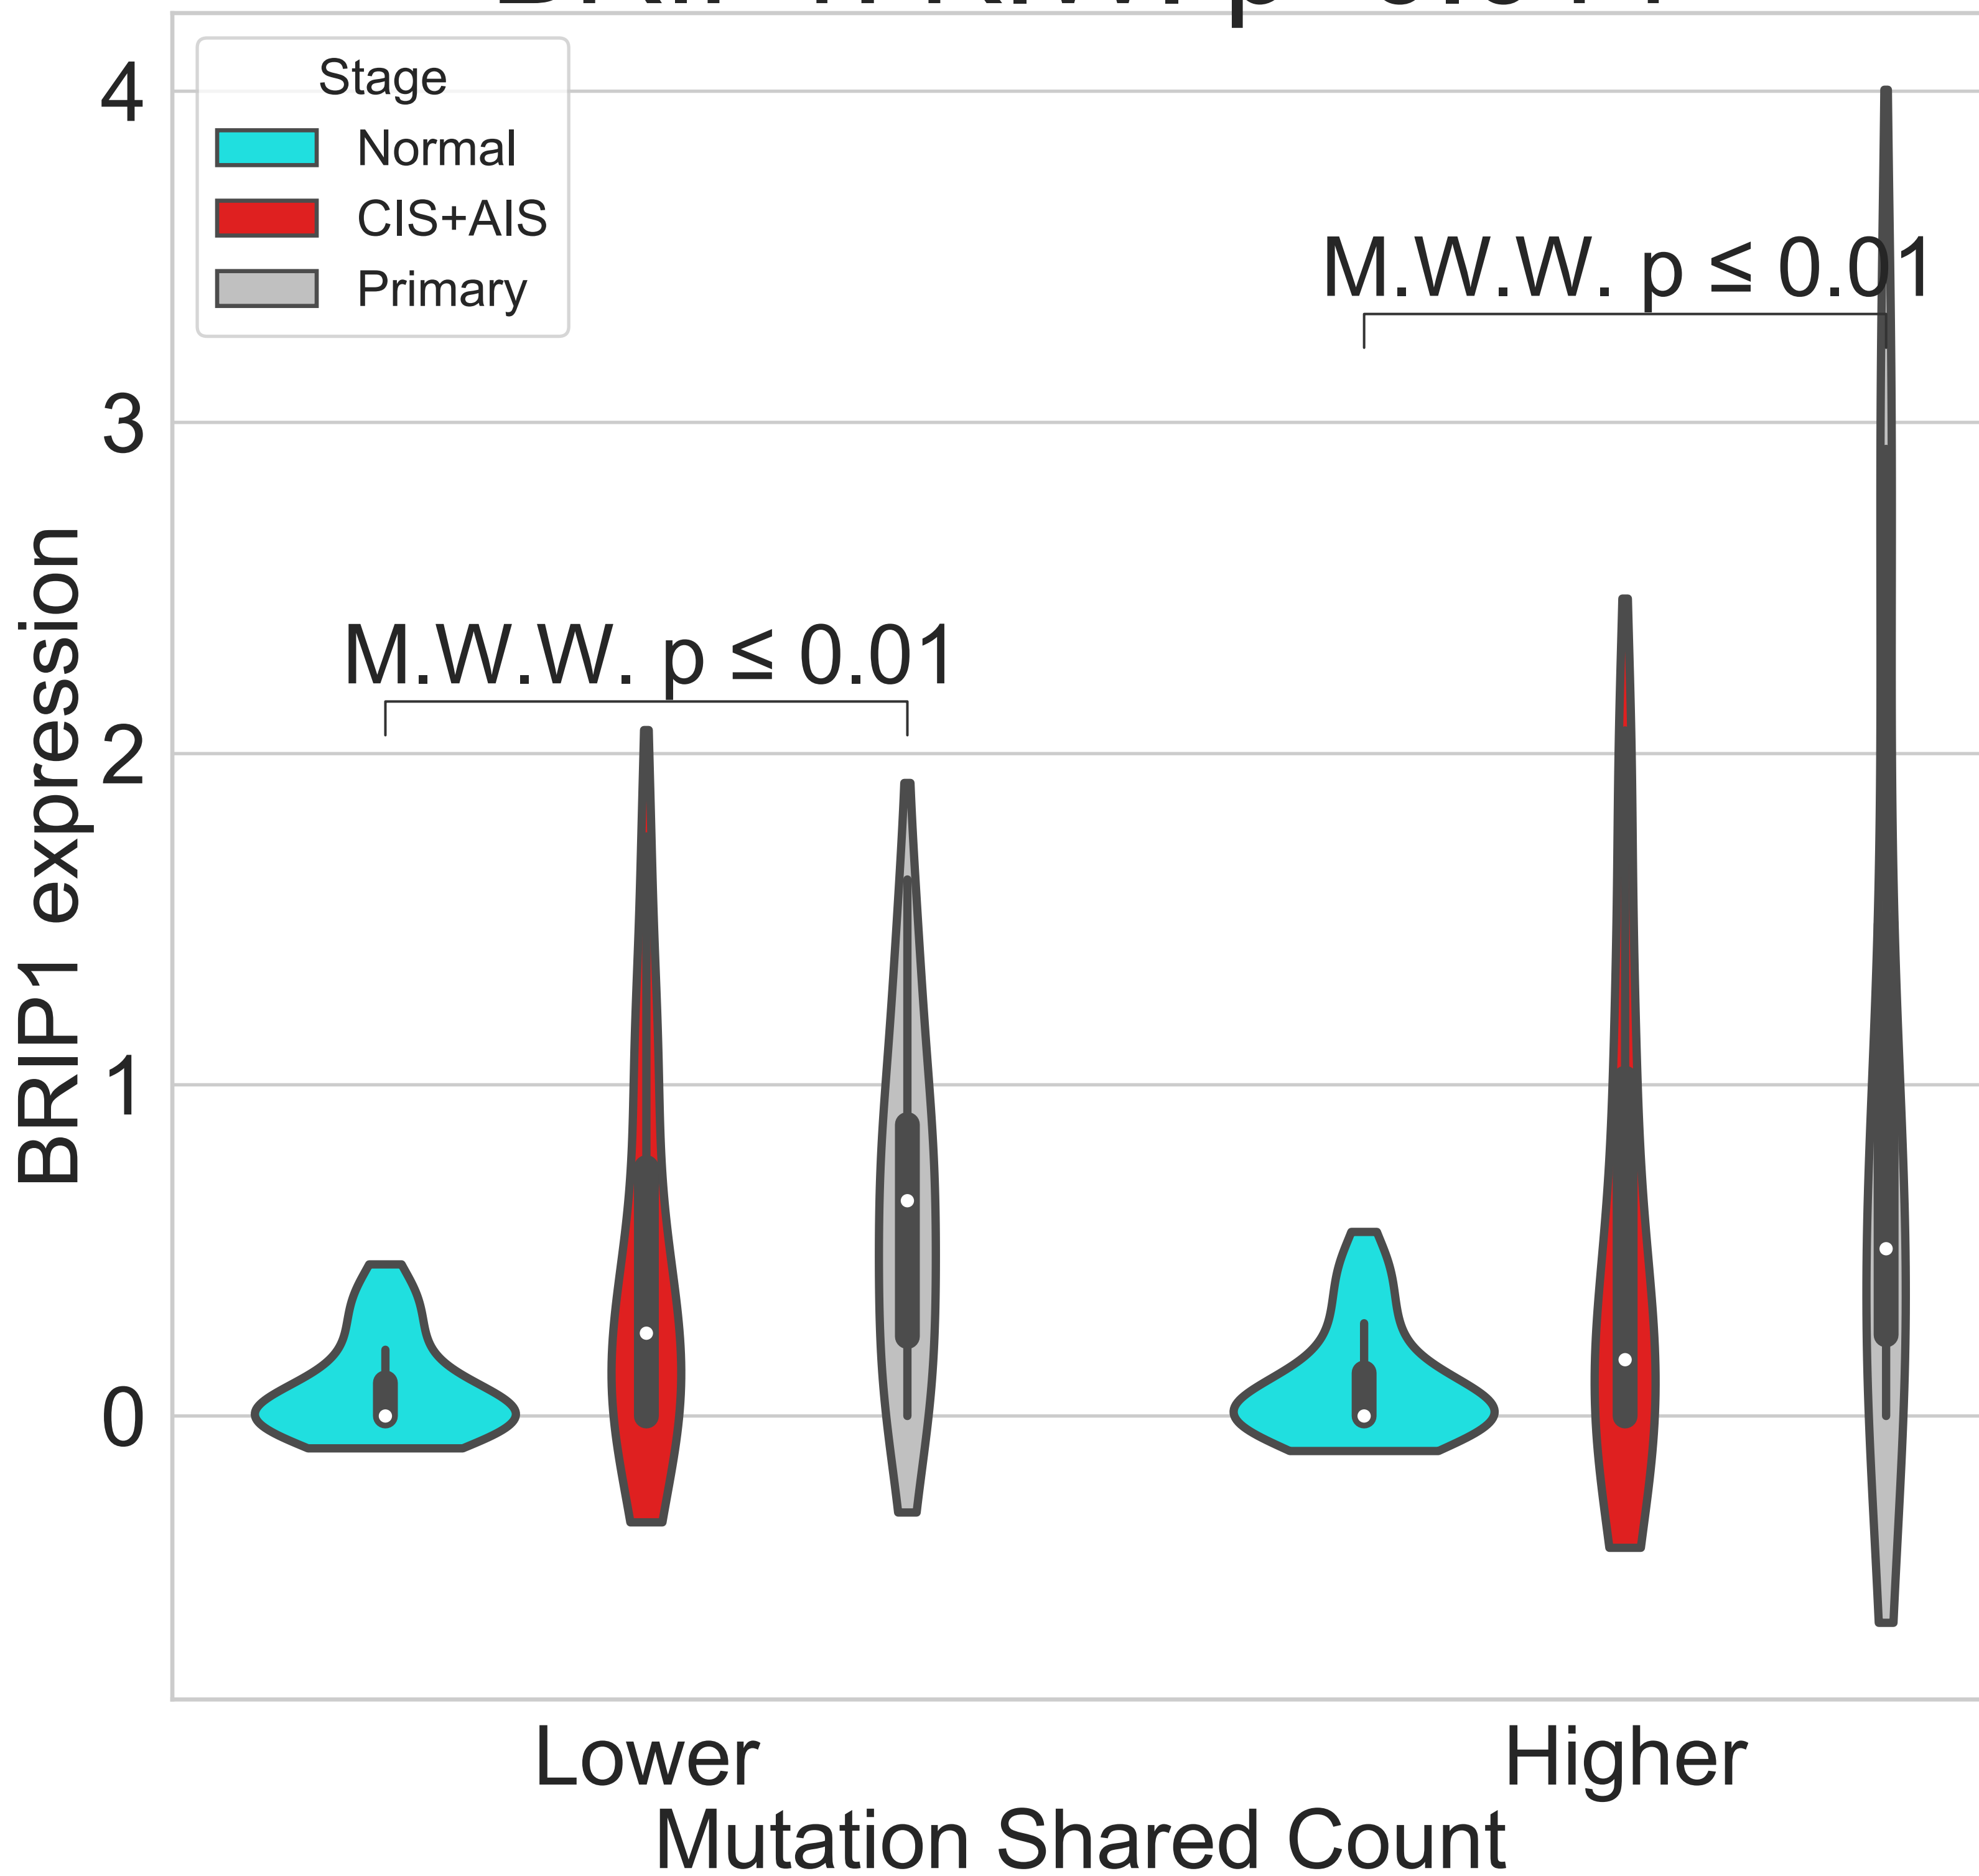 Stage
Normal
CIS+AIS
Primary
M.W.W. p ≤ 0.01
M.W.W. p ≤ 0.01
4
3
2
1
0
BRIP1 expression
Lower
Higher
Mutation Shared Count